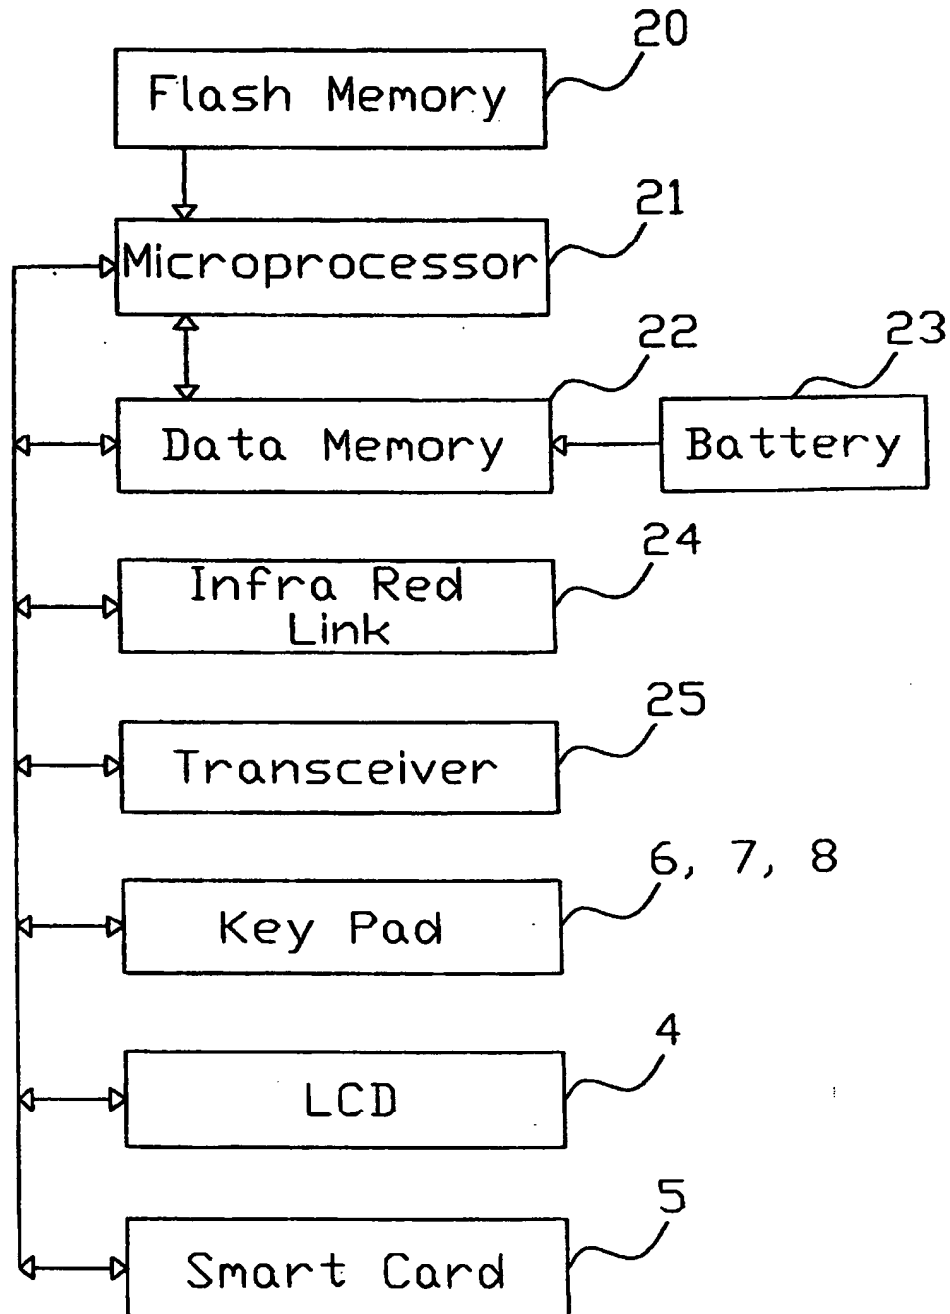 20
Flash Memory
21
Microprocessor
22
23
Data Memory
Battery
24
Infra Red
Link
25
Transceiver
6, 7, 8
Key Pad
4
LCD
5
Smart Card